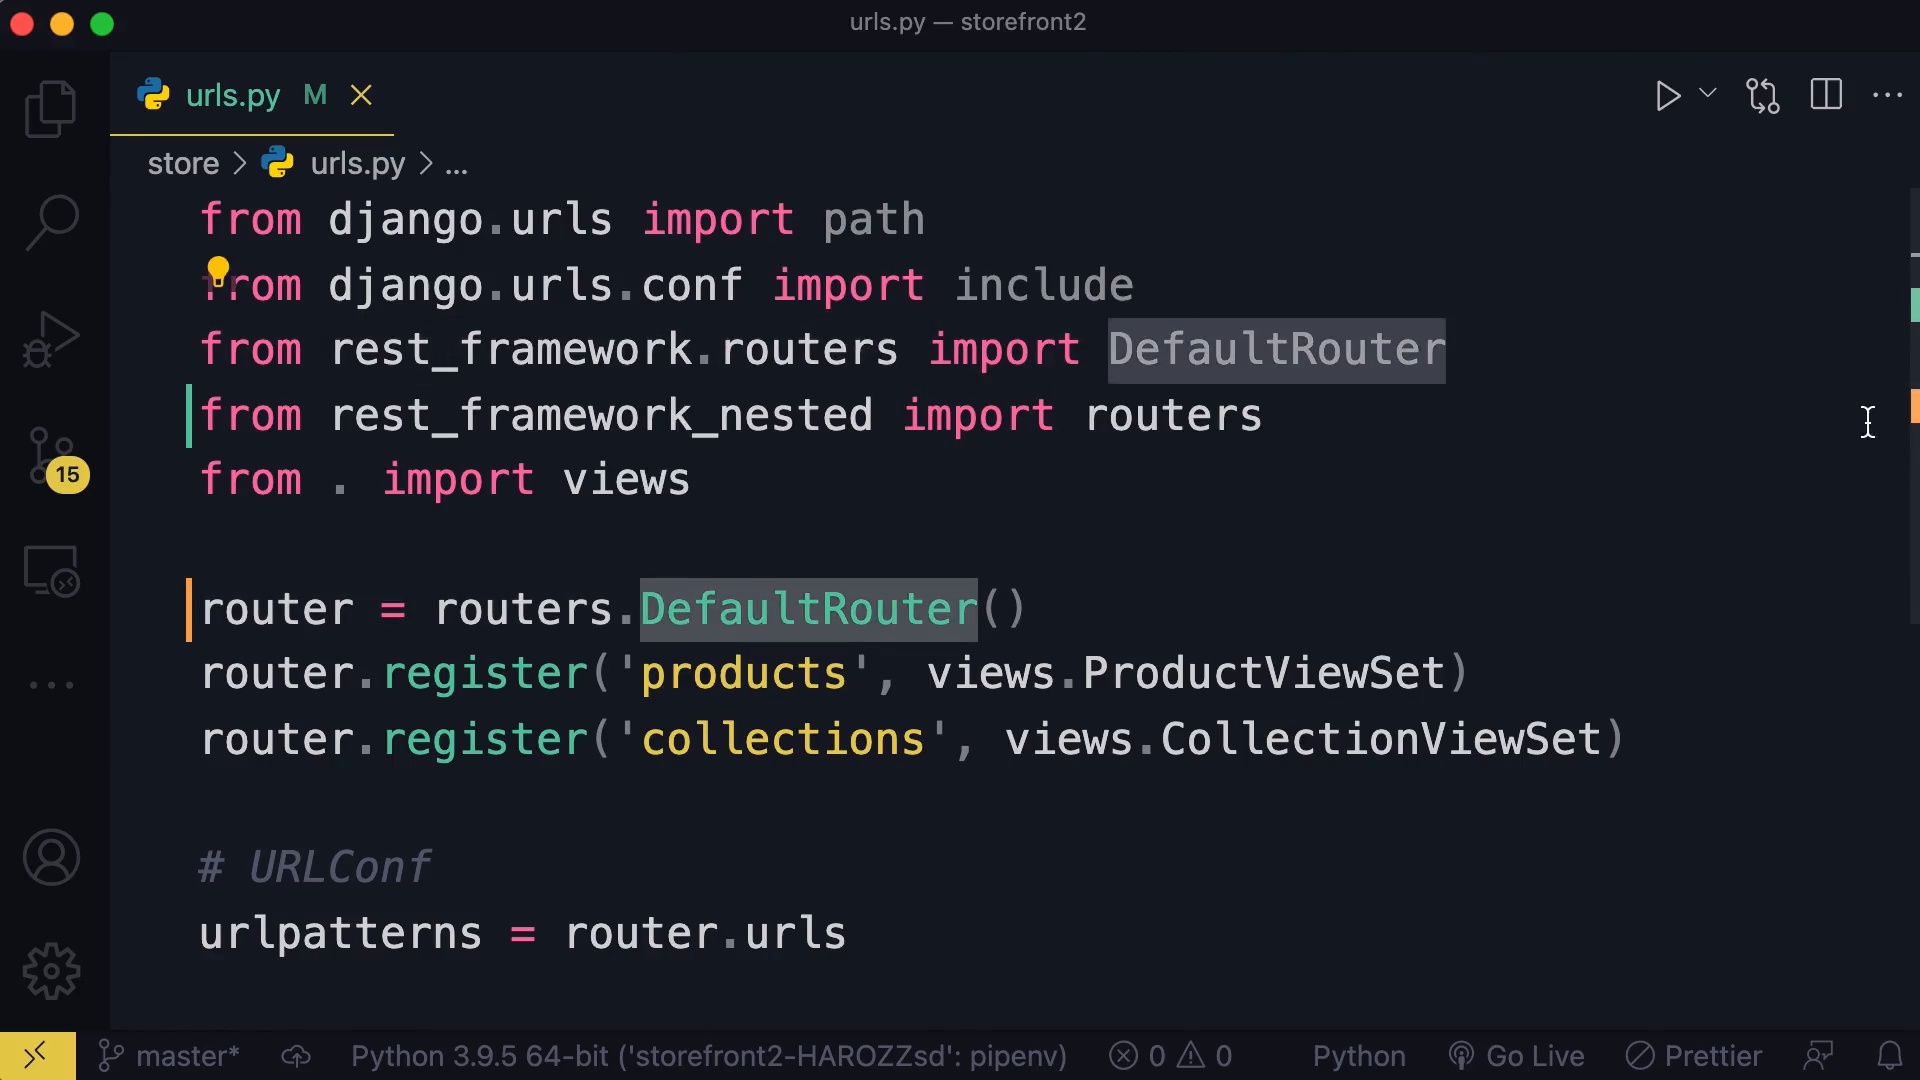 urls.py — storefront2
urls.py M
store > urls.py > ...
from django.urls import path
from django.urls.conf import include
from rest_framework.routers import DefaultRouter
from rest_framework_nested import routers
from . import views
router = routers.DefaultRouter()
router.register('products', views.ProductViewSet)
router.register('collections', views.CollectionViewSet)
# URLConf
urlpatterns = router.urls
15
master* Python 3.9.5 64-bit ('storefront2-HAROZZsd': pipenv) 0 0 Python Go Live Prettier